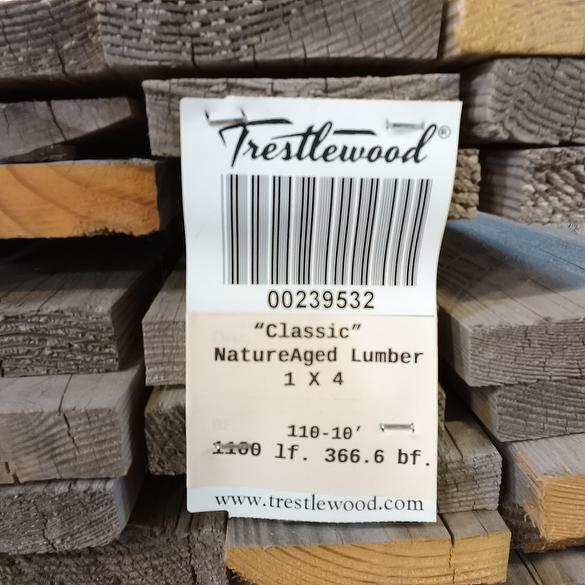 Trestlewood®
00239532
“Classic”
NatureAged Lumber
1 X 4
110-10’
1100 lf. 366.6 bf.
www.trestlewood.com